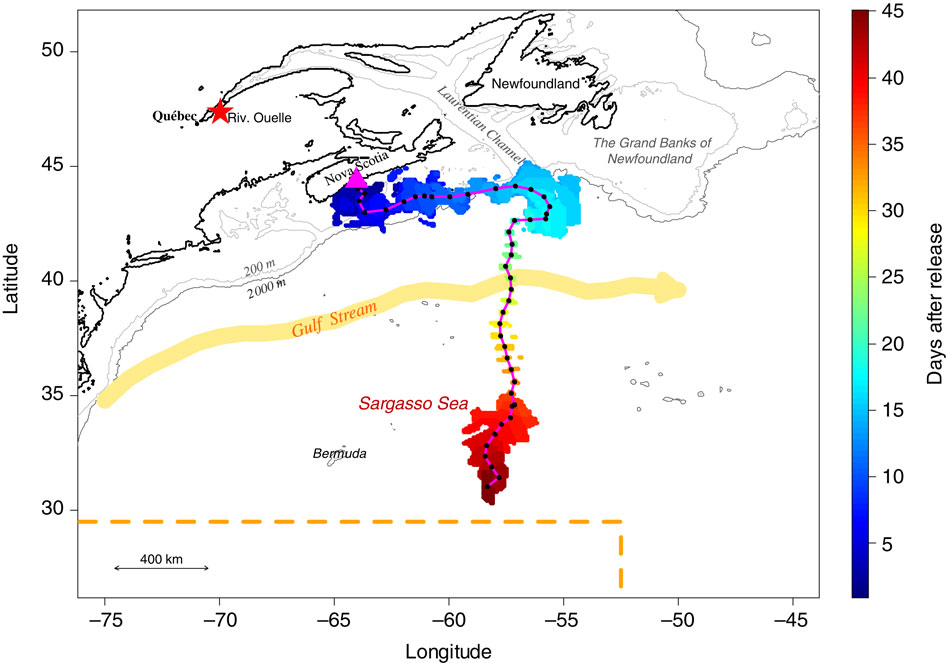 50
45
40
35
30
Latitude
Newfoundland
Québec
Riv. Ouelle
Laurentian Channel
The Grand Banks of
Newfoundland
Nova Scotia
200 m
2000 m
Gulf Stream
Sargasso Sea
Bermuda
400 km
–75
–70
–65
–60
–55
–50
–45
Longitude
45
40
35
30
25
20
15
10
5
Days after release